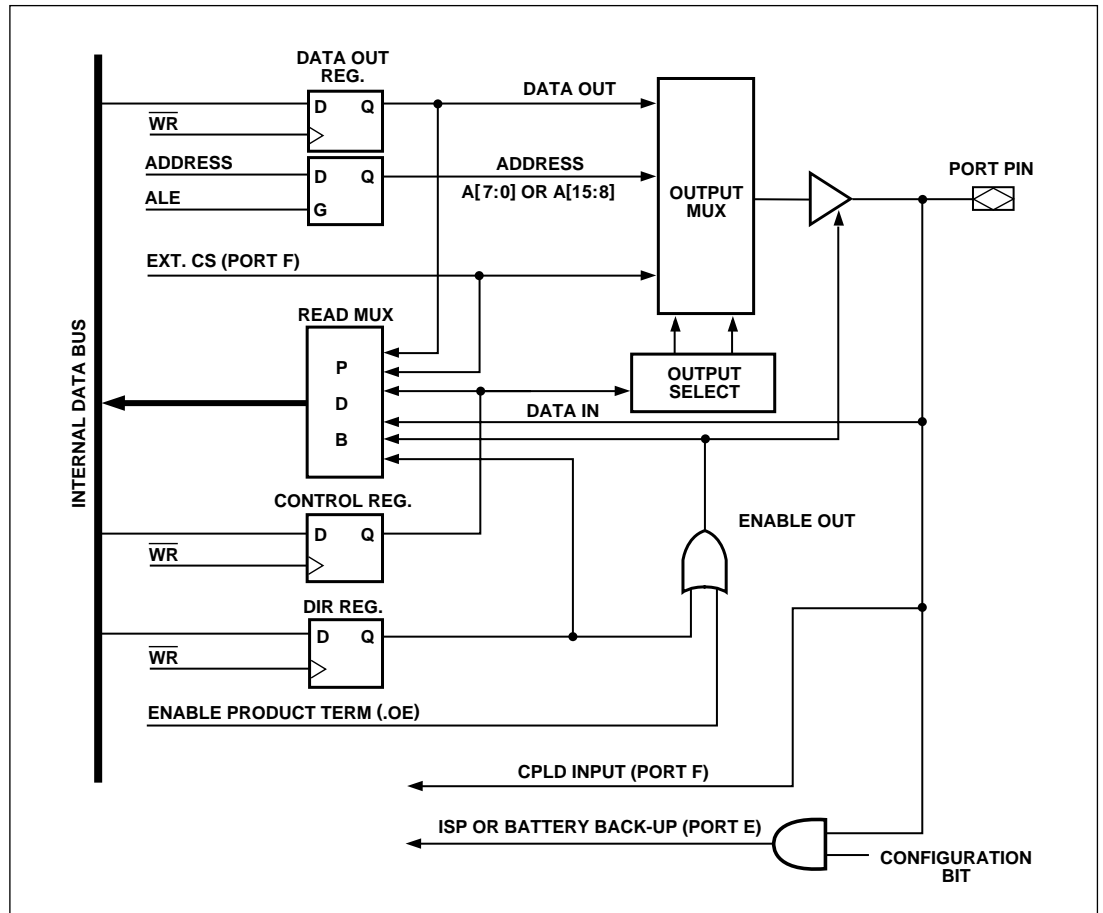 DATA OUT
REG.
D Q
WR
DATA OUT
ADDRESS
D Q
ALE
G
ADDRESS
A[7:0] OR A[15:8]
OUTPUT
MUX
PORT PIN
EXT. CS (PORT F)
READ MUX
P
D
B
OUTPUT
SELECT
DATA IN
INTERNAL DATA BUS
CONTROL REG.
D Q
WR
ENABLE OUT
DIR REG.
D Q
WR
ENABLE PRODUCT TERM (.OE)
CPLD INPUT (PORT F)
ISP OR BATTERY BACK-UP (PORT E)
CONFIGURATION
BIT